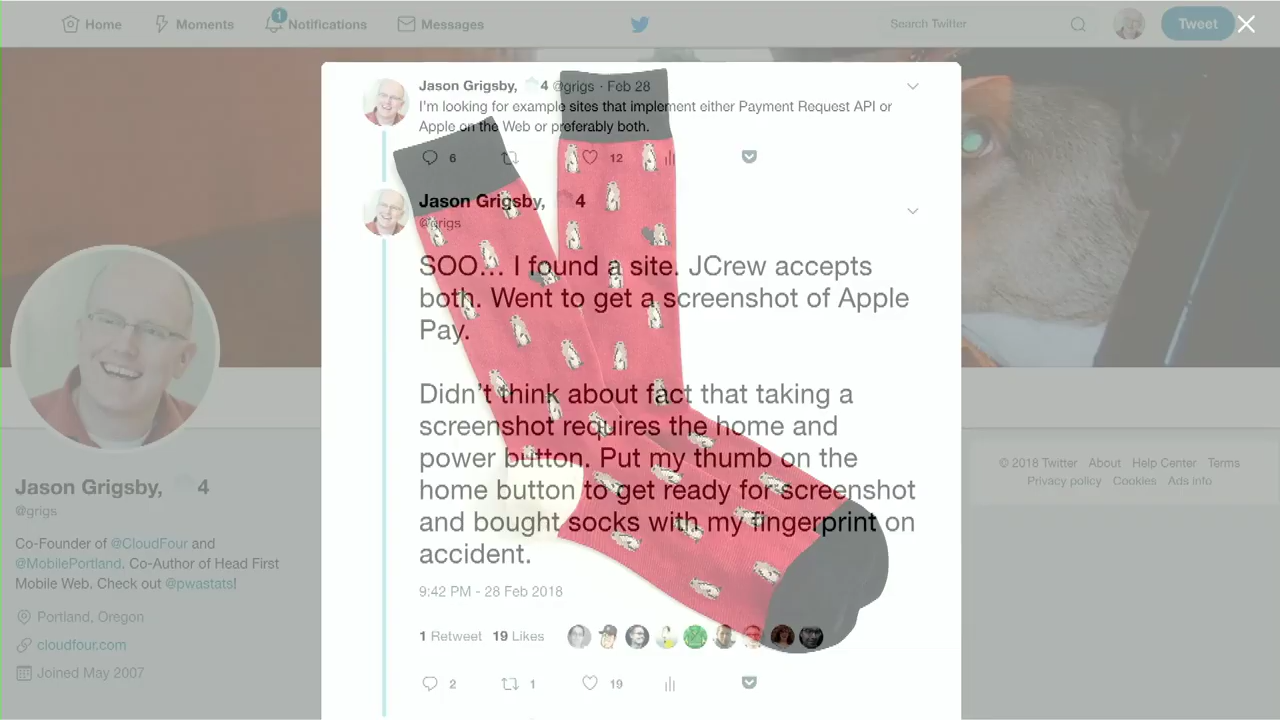 Home
Moments
1
Notifications
Messages
Search Twitter
Tweet
Jason Grigsby, 4 @grigs · Feb 28
I'm looking for example sites that implement either Payment Request API or
Apple on the Web or preferably both.
6
12
Jason Grigsby, 4
@grigs
SOO... I found a site. JCrew accepts
both. Went to get a screenshot of Apple
Pay.
Didn't think about fact that taking a
screenshot requires the home and
power button. Put my thumb on the
home button to get ready for screenshot
and bought socks with my fingerprint on
accident.
9:42 PM - 28 Feb 2018
1 Retweet 19 Likes
2
1
19
Jason Grigsby, 4
@grigs
Co-Founder of @CloudFour and
@MobilePortland. Co-Author of Head First
Mobile Web. Check out @pwastats!
Portland, Oregon
cloudfour.com
Joined May 2007
© 2018 Twitter About Help Center Terms
Privacy policy Cookies Ads info